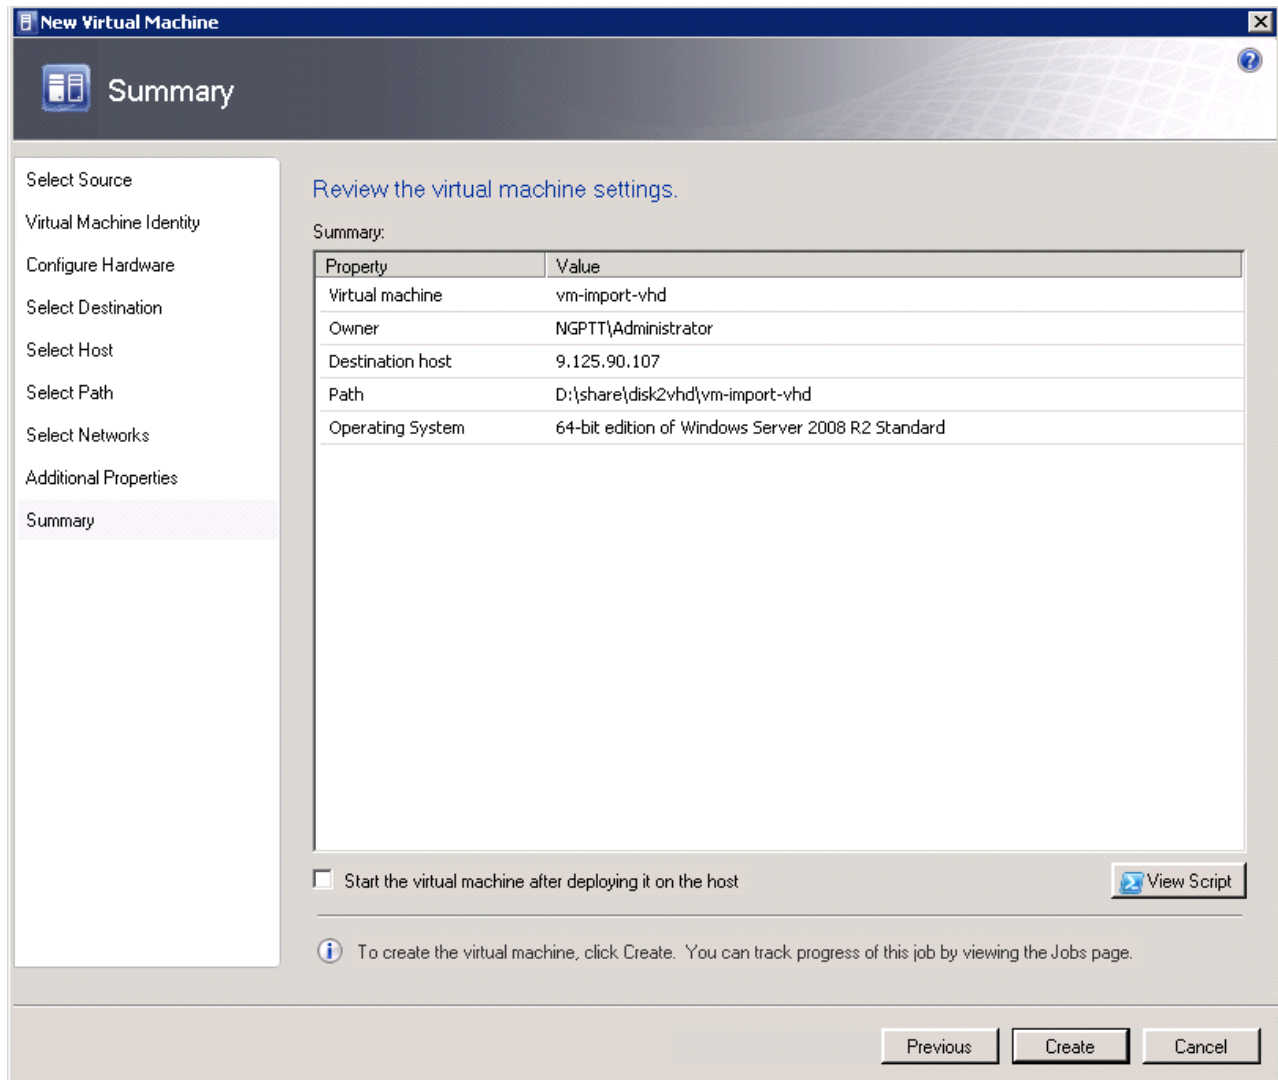 New Virtual Machine
Summary
Select Source
Virtual Machine Identity
Configure Hardware
Select Destination
Select Host
Select Path
Select Networks
Additional Properties
Summary
Review the virtual machine settings.
Summary:
Property Value
Virtual machine vm-import-vhd
Owner NGPTT\Administrator
Destination host 9.125.90.107
Path D:\share\disk2vhd\vm-import-vhd
Operating System 64-bit edition of Windows Server 2008 R2 Standard
Start the virtual machine after deploying it on the host
View Script
To create the virtual machine, click Create. You can track progress of this job by viewing the Jobs page.
Previous Create Cancel